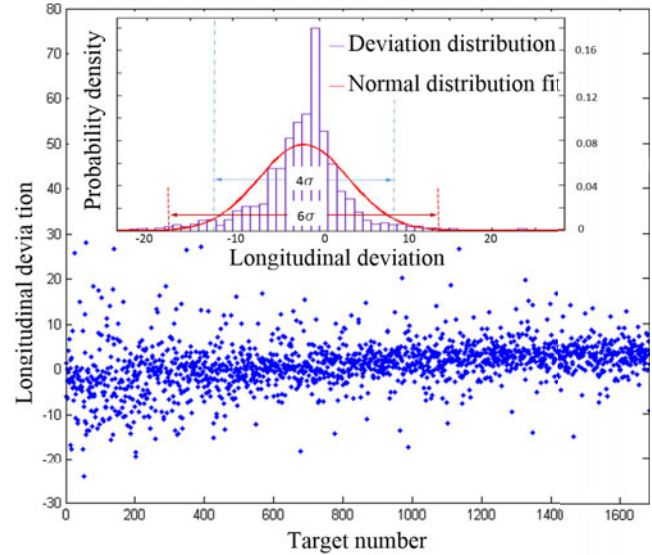 80
70
60
50
40
30
20
10
0
-10
-20
-30
Longitudinal devia tion
0 200 400 600 800 1000 1200 1400 1600
Target number
Deviation distribution
Normal distribution fit
Probability density
0.16
0.12
0.08
0.04
0
4σ
6σ
-20 -10 0 10 20
Longitudinal deviation